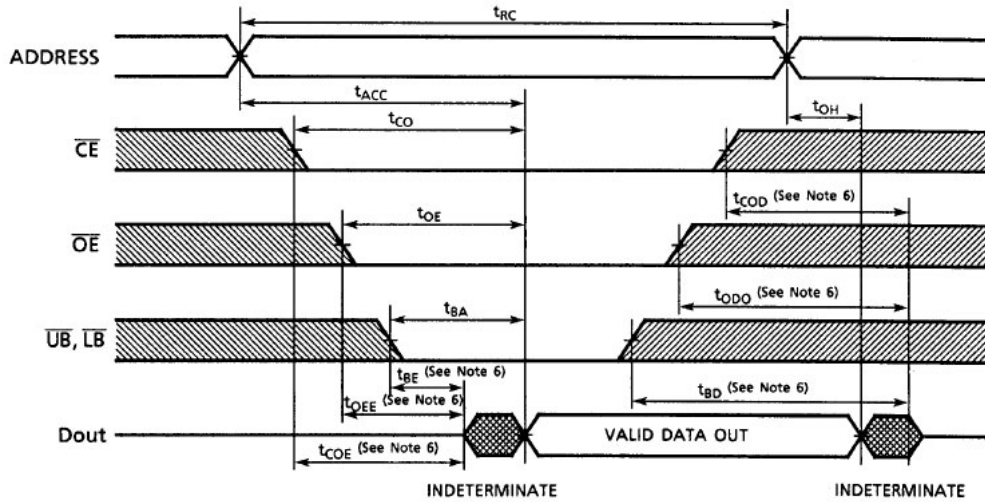 tRC
ADDRESS
tACC
tOH
tCO
CE
tCOD (See Note 6)
tOE
OE
tODO (See Note 6)
tBA
UB, LB
tBE (See Note 6)
tBD (See Note 6)
tOEE (See Note 6)
Dout
VALID DATA OUT
tCOE (See Note 6)
INDETERMINATE INDETERMINATE